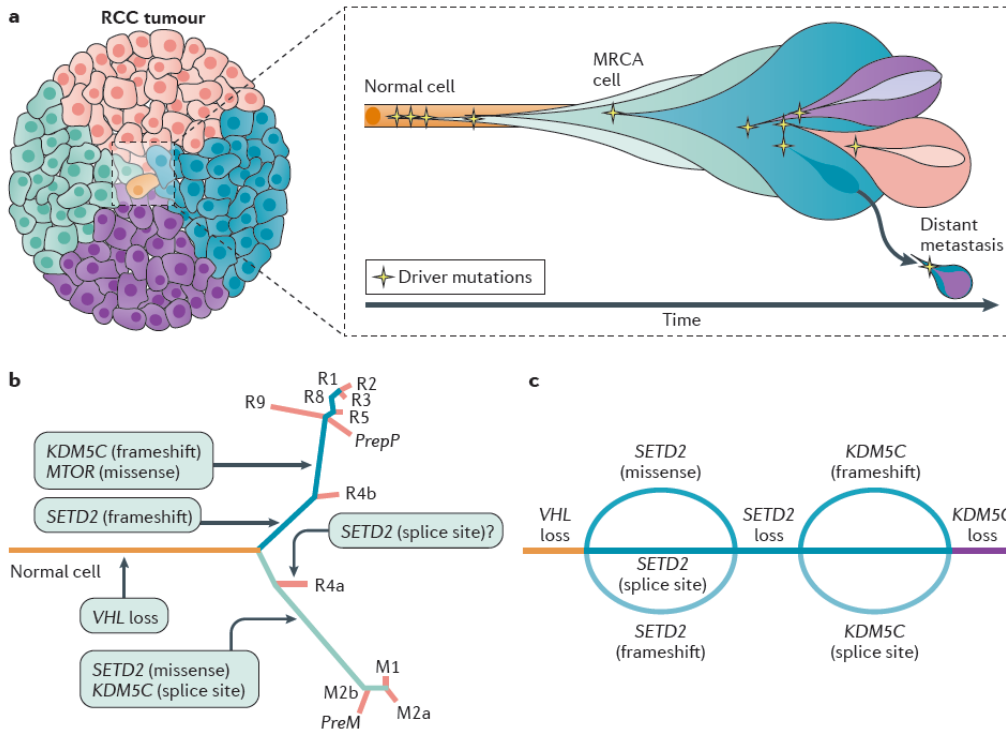 a
RCC tumour
Normal cell
MRCA
cell
Distant
metastasis
Driver mutations
Time
b
R1
R2
R8
R3
R9
R5
PrepP
KDM5C (frameshift)
MTOR (missense)
R4b
SETD2 (frameshift)
SETD2 (splice site)?
Normal cell
R4a
VHL loss
SETD2 (missense)
KDM5C (splice site)
M1
M2b
M2a
PreM
c
SETD2
(missense)
KDM5C
(frameshift)
VHL
loss
SETD2
loss
KDM5C
loss
SETD2
(splice site)
SETD2
(frameshift)
KDM5C
(splice site)